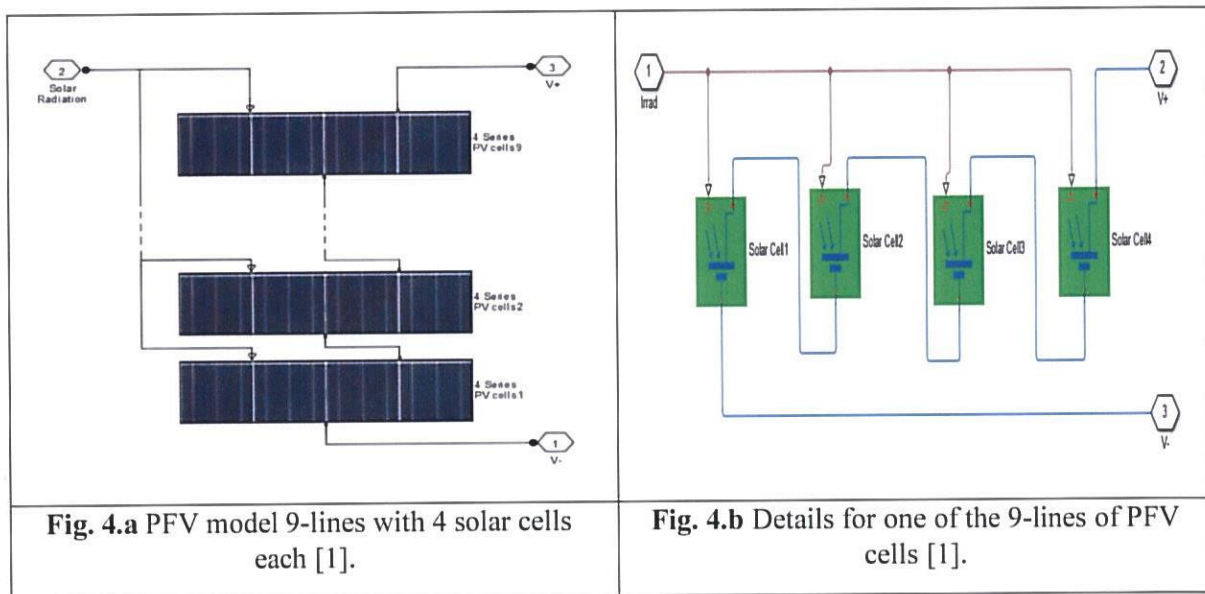 2
Solar
Radiation
3
V+
4 Series
PV cells9
4 Series
PV cells2
4 Series
PV cells1
1
V-
Fig. 4.a PFV model 9-lines with 4 solar cells
each [1].
1
Irrad
2
V+
Solar Cell1
Solar Cell2
Solar Cell3
Solar Cell4
3
V-
Fig. 4.b Details for one of the 9-lines of PFV
cells [1].